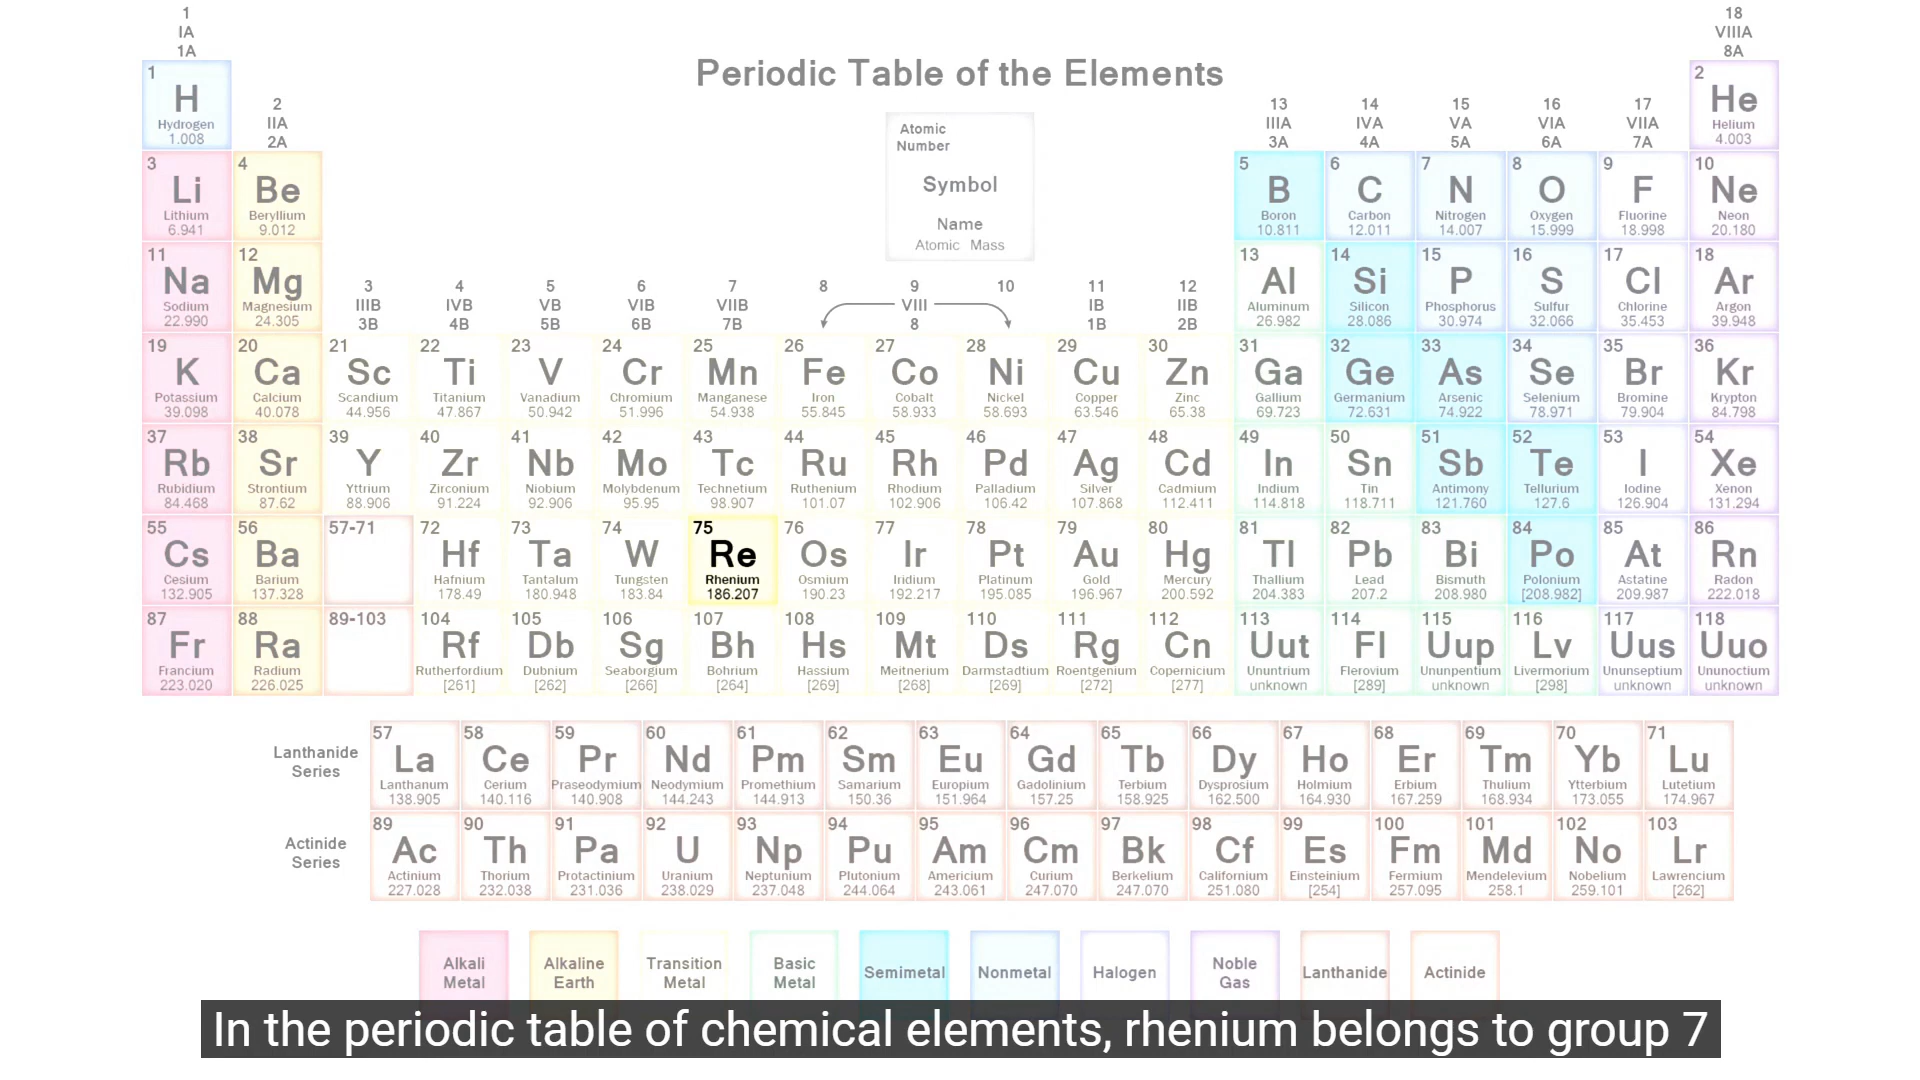 1
IA
1A
18
VIIIA
8A
Periodic Table of the Elements
1
H
Hydrogen
1.008
2
IIA
2A
Atomic
Number
Symbol
Name
Atomic Mass
13
IIIA
3A
14
IVA
4A
15
VA
5A
16
VIA
6A
17
VIIA
7A
2
He
Helium
4.003
3
Li
Lithium
6.941
4
Be
Beryllium
9.012
5
B
Boron
10.811
6
C
Carbon
12.011
7
N
Nitrogen
14.007
8
O
Oxygen
15.999
9
F
Fluorine
18.998
10
Ne
Neon
20.180
11
Na
Sodium
22.990
12
Mg
Magnesium
24.305
3
IIIB
3B
4
IVB
4B
5
VB
5B
6
VIB
6B
7
VIIB
7B
8
9
10
VIII
8
11
IB
1B
12
IIB
2B
13
Al
Aluminum
26.982
14
Si
Silicon
28.086
15
P
Phosphorus
30.974
16
S
Sulfur
32.066
17
Cl
Chlorine
35.453
18
Ar
Argon
39.948
19
K
Potassium
39.098
20
Ca
Calcium
40.078
21
Sc
Scandium
44.956
22
Ti
Titanium
47.867
23
V
Vanadium
50.942
24
Cr
Chromium
51.996
25
Mn
Manganese
54.938
26
Fe
Iron
55.845
27
Co
Cobalt
58.933
28
Ni
Nickel
58.693
29
Cu
Copper
63.546
30
Zn
Zinc
65.38
31
Ga
Gallium
69.723
32
Ge
Germanium
72.631
33
As
Arsenic
74.922
34
Se
Selenium
78.971
35
Br
Bromine
79.904
36
Kr
Krypton
84.798
37
Rb
Rubidium
84.468
38
Sr
Strontium
87.62
39
Y
Yttrium
88.906
40
Zr
Zirconium
91.224
41
Nb
Niobium
92.906
42
Mo
Molybdenum
95.95
43
Tc
Technetium
98.907
44
Ru
Ruthenium
101.07
45
Rh
Rhodium
102.906
46
Pd
Palladium
106.42
47
Ag
Silver
107.868
48
Cd
Cadmium
112.411
49
In
Indium
114.818
50
Sn
Tin
118.711
51
Sb
Antimony
121.760
52
Te
Tellurium
127.6
53
I
Iodine
126.904
54
Xe
Xenon
131.294
55
Cs
Cesium
132.905
56
Ba
Barium
137.328
57-71
72
Hf
Hafnium
178.49
73
Ta
Tantalum
180.948
74
W
Tungsten
183.84
75
Re
Rhenium
186.207
76
Os
Osmium
190.23
77
Ir
Iridium
192.217
78
Pt
Platinum
195.085
79
Au
Gold
196.967
80
Hg
Mercury
200.592
81
Tl
Thallium
204.383
82
Pb
Lead
207.2
83
Bi
Bismuth
208.980
84
Po
Polonium
[208.982]
85
At
Astatine
209.987
86
Rn
Radon
222.018
87
Fr
Francium
223.020
88
Ra
Radium
226.025
89-103
104
Rf
Rutherfordium
[261]
105
Db
Dubnium
[262]
106
Sg
Seaborgium
[266]
107
Bh
Bohrium
[264]
108
Hs
Hassium
[269]
109
Mt
Meitnerium
[268]
110
Ds
Darmstadtium
[269]
111
Rg
Roentgenium
[272]
112
Cn
Copernicium
[277]
113
Uut
Ununtrium
unknown
114
Fl
Flerovium
[289]
115
Uup
Ununpentium
unknown
116
Lv
Livermorium
[298]
117
Uus
Ununseptium
unknown
118
Uuo
Ununoctium
unknown
Lanthanide
Series
57
La
Lanthanum
138.905
58
Ce
Cerium
140.116
59
Pr
Praseodymium
140.908
60
Nd
Neodymium
144.243
61
Pm
Promethium
144.913
62
Sm
Samarium
150.36
63
Eu
Europium
151.964
64
Gd
Gadolinium
157.25
65
Tb
Terbium
158.925
66
Dy
Dysprosium
162.500
67
Ho
Holmium
164.930
68
Er
Erbium
167.259
69
Tm
Thulium
168.934
70
Yb
Ytterbium
173.055
71
Lu
Lutetium
174.967
Actinide
Series
89
Ac
Actinium
227.028
90
Th
Thorium
232.038
91
Pa
Protactinium
231.036
92
U
Uranium
238.029
93
Np
Neptunium
237.048
94
Pu
Plutonium
244.064
95
Am
Americium
243.061
96
Cm
Curium
247.070
97
Bk
Berkelium
247.070
98
Cf
Californium
251.080
99
Es
Einsteinium
[254]
100
Fm
Fermium
257.095
101
Md
Mendelevium
258.1
102
No
Nobelium
259.101
103
Lr
Lawrencium
[262]
Alkali
Metal
Alkaline
Earth
Transition
Metal
Basic
Metal
Semimetal
Nonmetal
Halogen
Noble
Gas
Lanthanide
Actinide
In the periodic table of chemical elements, rhenium belongs to group 7